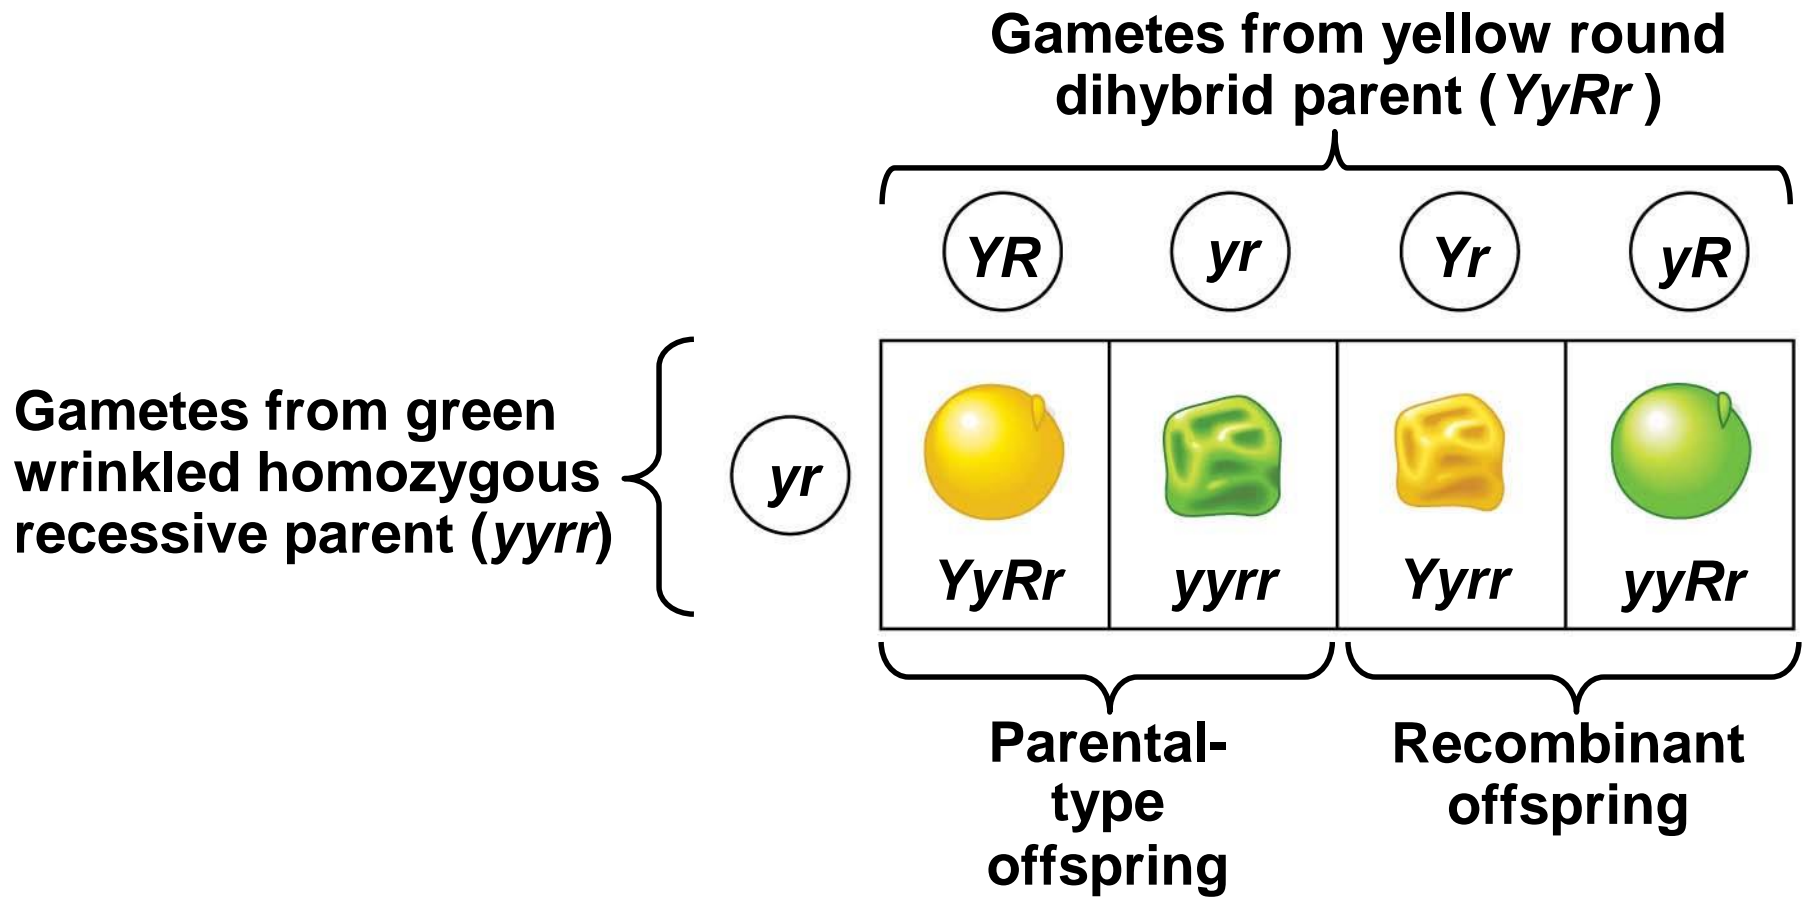 Gametes from yellow round
dihybrid parent (YyRr )
YR
yr
Yr
yR
Gametes from green
wrinkled homozygous
recessive parent (yyrr)
yr
YyRr
yyrr
Yyrr
yyRr
Parental-
type
offspring
Recombinant
offspring